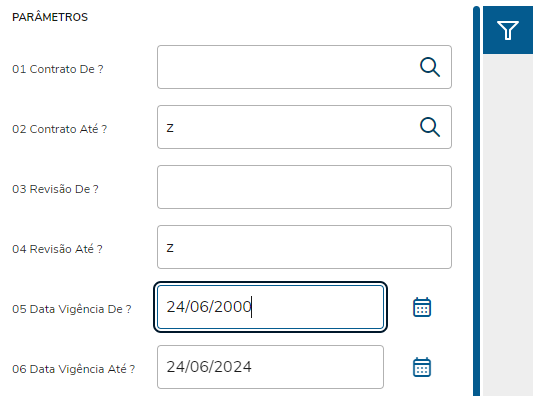 PARÂMETROS
01 Contrato De ?
02 Contrato Até ? z
03 Revisão De ?
04 Revisão Até ? z
05 Data Vigência De ? 24/06/2000
06 Data Vigência Até ? 24/06/2024